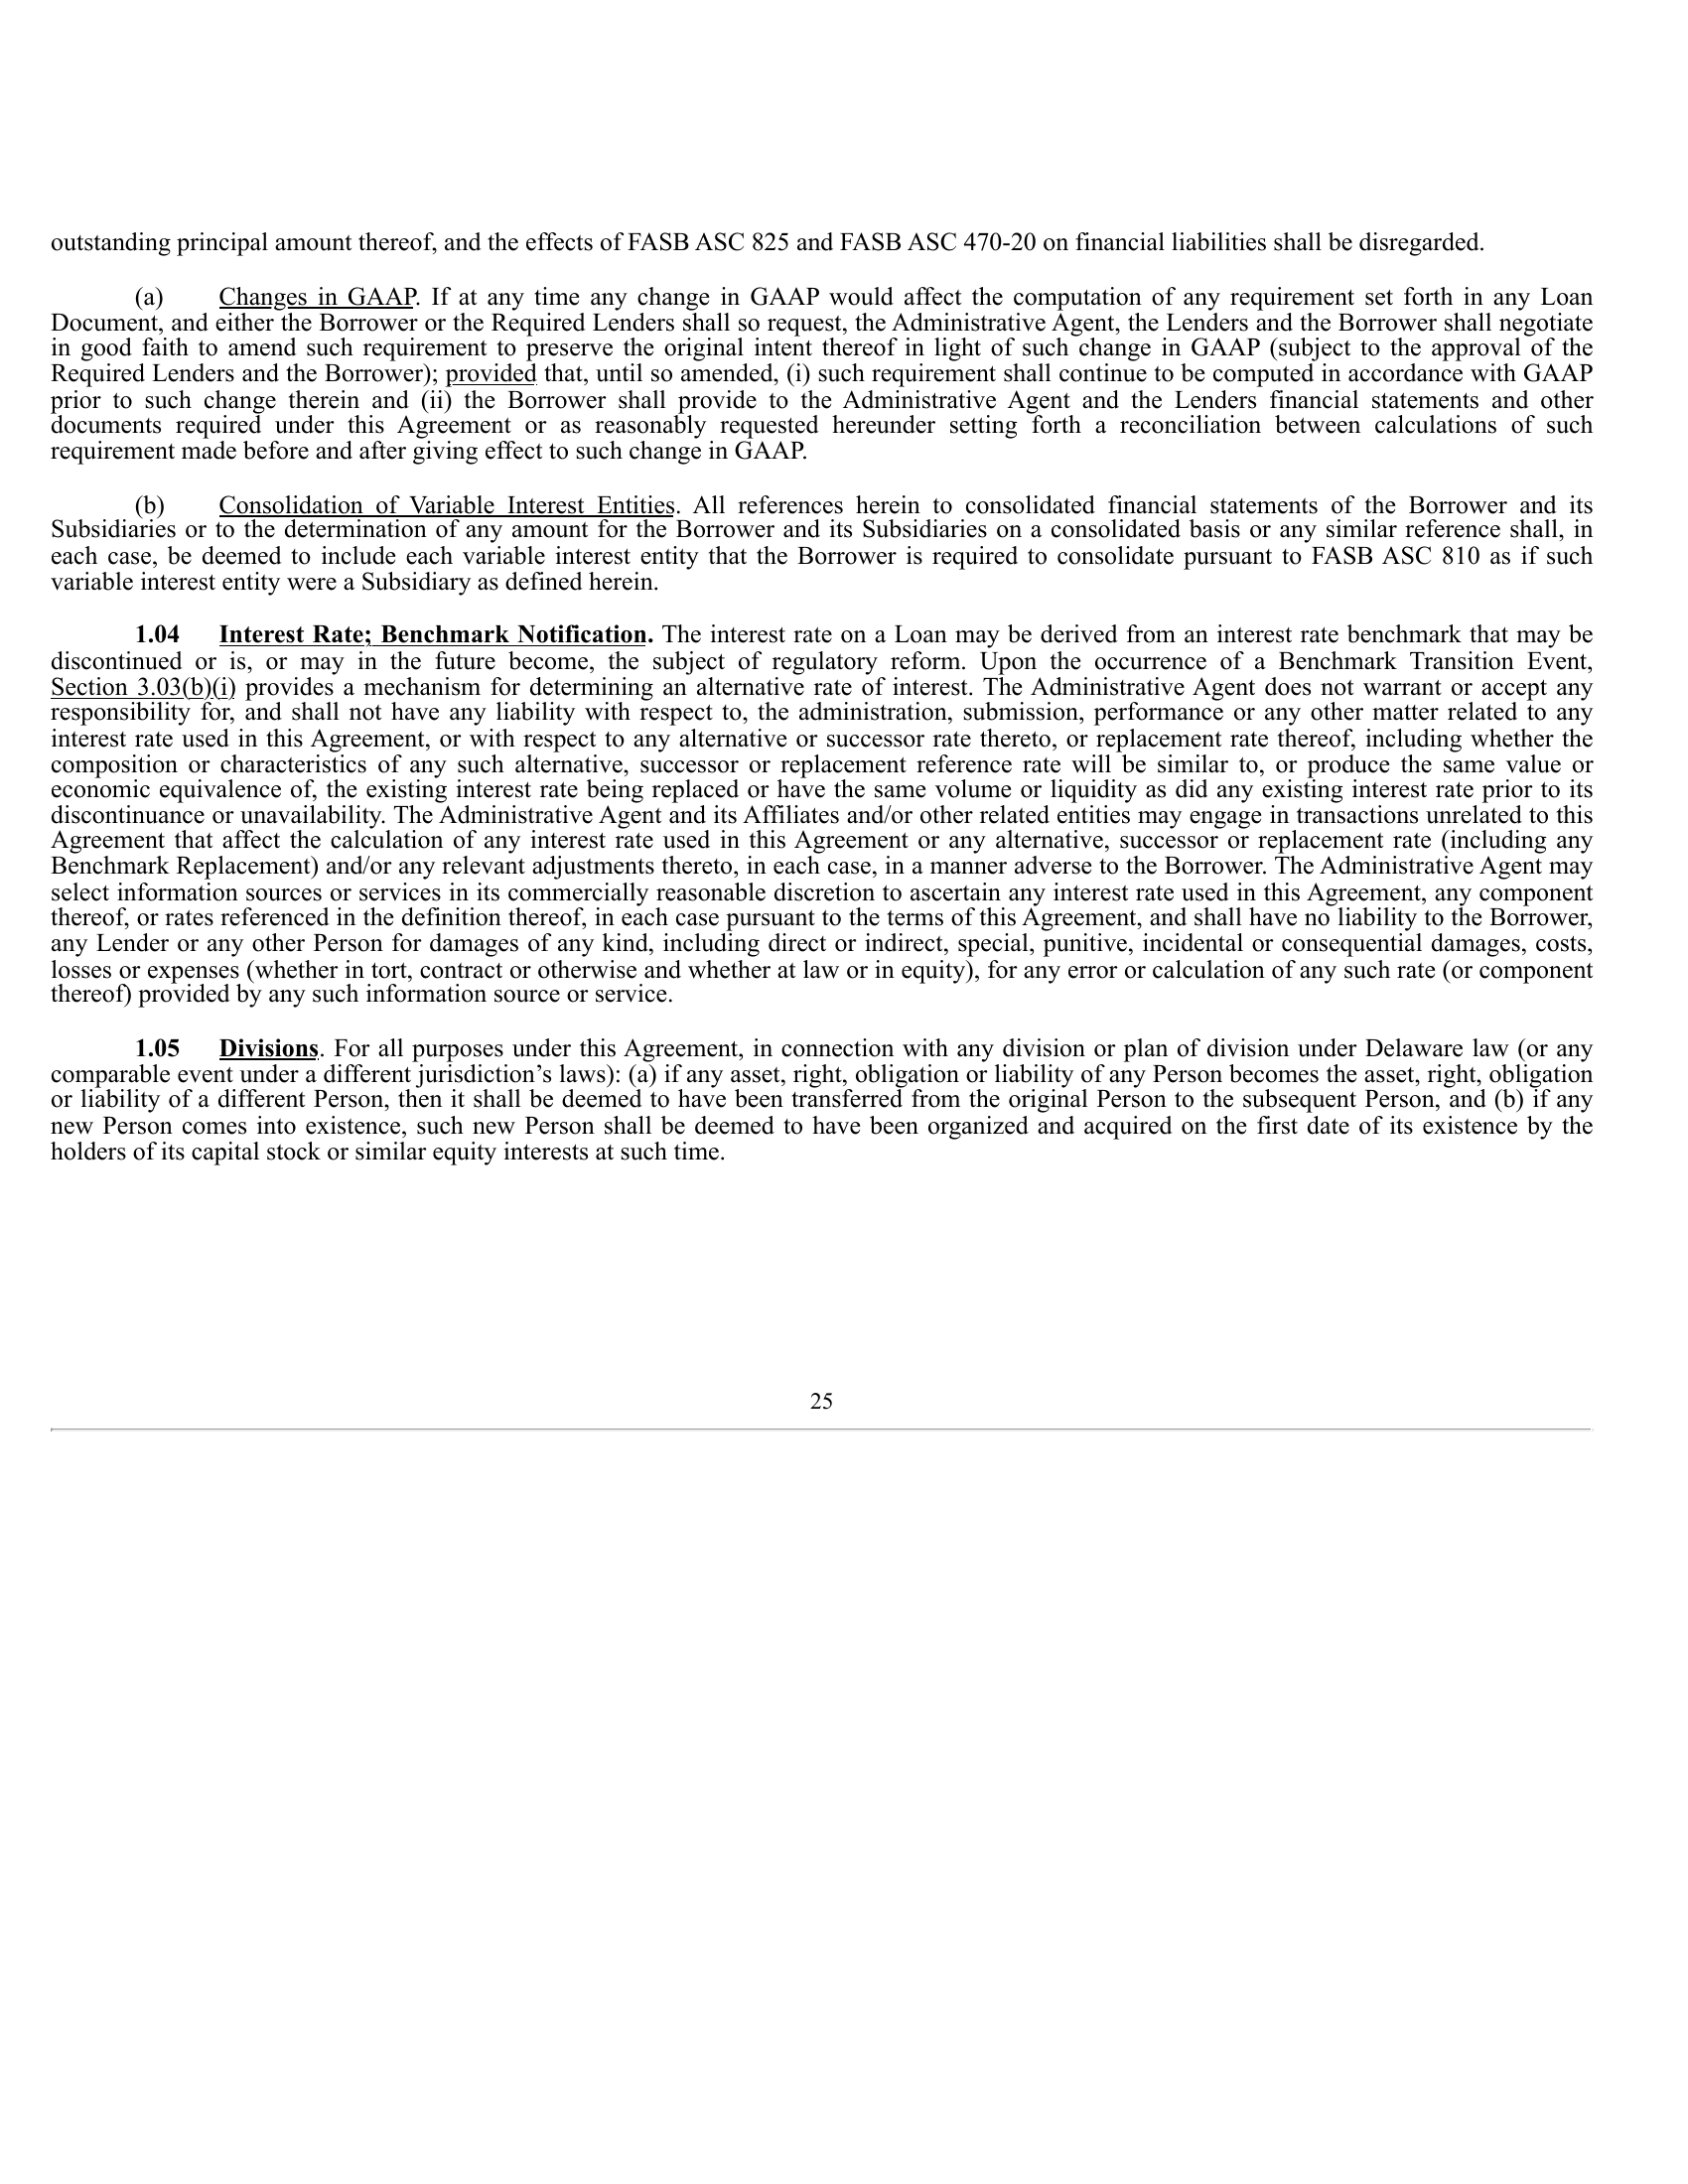 outstanding principal amount thereof, and the effects of FASB ASC 825 and FASB ASC 470-20 on financial liabilities shall be disregarded.
(a) Changes in GAAP. If at any time any change in GAAP would affect the computation of any requirement set forth in any Loan
Document, and either the Borrower or the Required Lenders shall so request, the Administrative Agent, the Lenders and the Borrower shall negotiate
in good faith to amend such requirement to preserve the original intent thereof in light of such change in GAAP (subject to the approval of the
Required Lenders and the Borrower); provided that, until so amended, (i) such requirement shall continue to be computed in accordance with GAAP
prior to such change therein and (ii) the Borrower shall provide to the Administrative Agent and the Lenders financial statements and other
documents required under this Agreement or as reasonably requested hereunder setting forth a reconciliation between calculations of such
requirement made before and after giving effect to such change in GAAP.
(b) Consolidation of Variable Interest Entities. All references herein to consolidated financial statements of the Borrower and its
Subsidiaries or to the determination of any amount for the Borrower and its Subsidiaries on a consolidated basis or any similar reference shall, in
each case, be deemed to include each variable interest entity that the Borrower is required to consolidate pursuant to FASB ASC 810 as if such
variable interest entity were a Subsidiary as defined herein.
1.04 Interest Rate; Benchmark Notification. The interest rate on a Loan may be derived from an interest rate benchmark that may be
discontinued or is, or may in the future become, the subject of regulatory reform. Upon the occurrence of a Benchmark Transition Event,
Section 3.03(b)(i) provides a mechanism for determining an alternative rate of interest. The Administrative Agent does not warrant or accept any
responsibility for, and shall not have any liability with respect to, the administration, submission, performance or any other matter related to any
interest rate used in this Agreement, or with respect to any alternative or successor rate thereto, or replacement rate thereof, including whether the
composition or characteristics of any such alternative, successor or replacement reference rate will be similar to, or produce the same value or
economic equivalence of, the existing interest rate being replaced or have the same volume or liquidity as did any existing interest rate prior to its
discontinuance or unavailability. The Administrative Agent and its Affiliates and/or other related entities may engage in transactions unrelated to this
Agreement that affect the calculation of any interest rate used in this Agreement or any alternative, successor or replacement rate (including any
Benchmark Replacement) and/or any relevant adjustments thereto, in each case, in a manner adverse to the Borrower. The Administrative Agent may
select information sources or services in its commercially reasonable discretion to ascertain any interest rate used in this Agreement, any component
thereof, or rates referenced in the definition thereof, in each case pursuant to the terms of this Agreement, and shall have no liability to the Borrower,
any Lender or any other Person for damages of any kind, including direct or indirect, special, punitive, incidental or consequential damages, costs,
losses or expenses (whether in tort, contract or otherwise and whether at law or in equity), for any error or calculation of any such rate (or component
thereof) provided by any such information source or service.
1.05 Divisions. For all purposes under this Agreement, in connection with any division or plan of division under Delaware law (or any
comparable event under a different jurisdiction’s laws): (a) if any asset, right, obligation or liability of any Person becomes the asset, right, obligation
or liability of a different Person, then it shall be deemed to have been transferred from the original Person to the subsequent Person, and (b) if any
new Person comes into existence, such new Person shall be deemed to have been organized and acquired on the first date of its existence by the
holders of its capital stock or similar equity interests at such time.
25